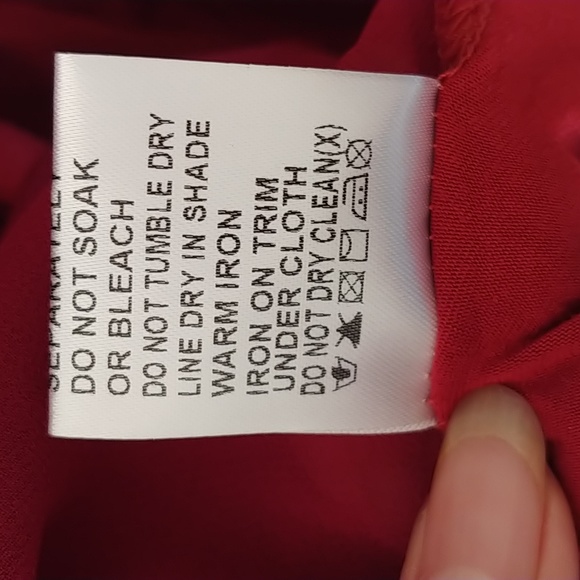 SEPARATELY
DO NOT SOAK
OR BLEACH
DO NOT TUMBLE DRY
LINE DRY IN SHADE
WARM IRON
IRON ON TRIM
UNDER CLOTH
DO NOT DRY CLEAN(X)